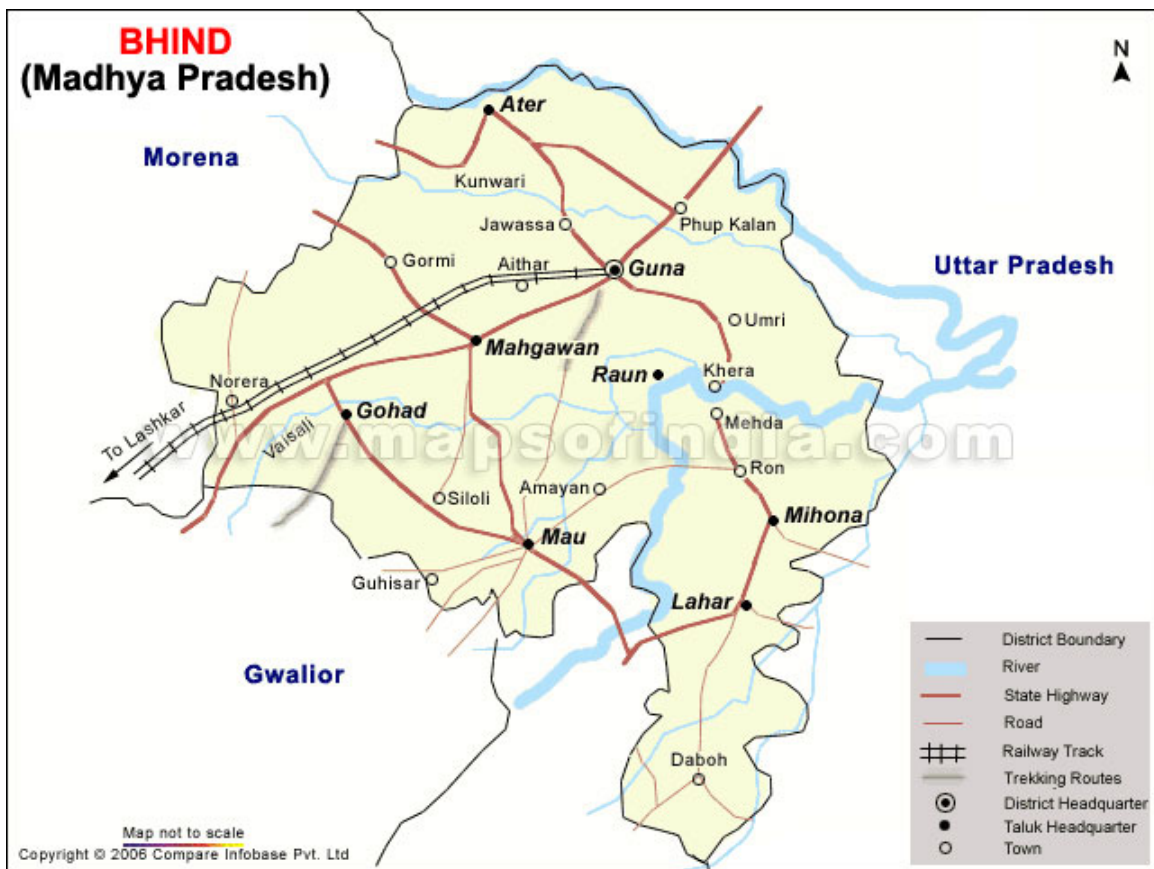 BHIND
(Madhya Pradesh)
N
Ater
Morena
Kunwari
Jawassa
Phup Kalan
Gormi
Aithar
Guna
Uttar Pradesh
Umri
Mahgawan
Raun
Khera
Norera
Gohad
Mehda
To Lashkar
Vaisali
www.mapsofindia.com
Ron
Siloli
Amayan
Mihona
Mau
Guhisar
Lahar
Gwalior
Daboh
District Boundary
River
State Highway
Road
Railway Track
Trekking Routes
District Headquarter
Taluk Headquarter
Town
Map not to scale
Copyright © 2006 Compare Infobase Pvt. Ltd